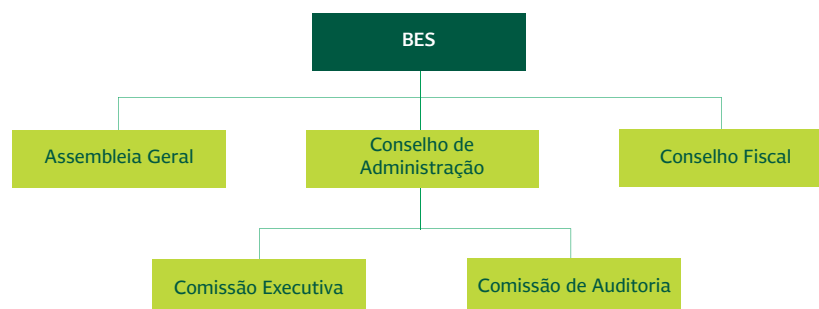 BES
Assembleia Geral
Conselho de
Administração
Conselho Fiscal
Comissão Executiva
Comissão de Auditoria